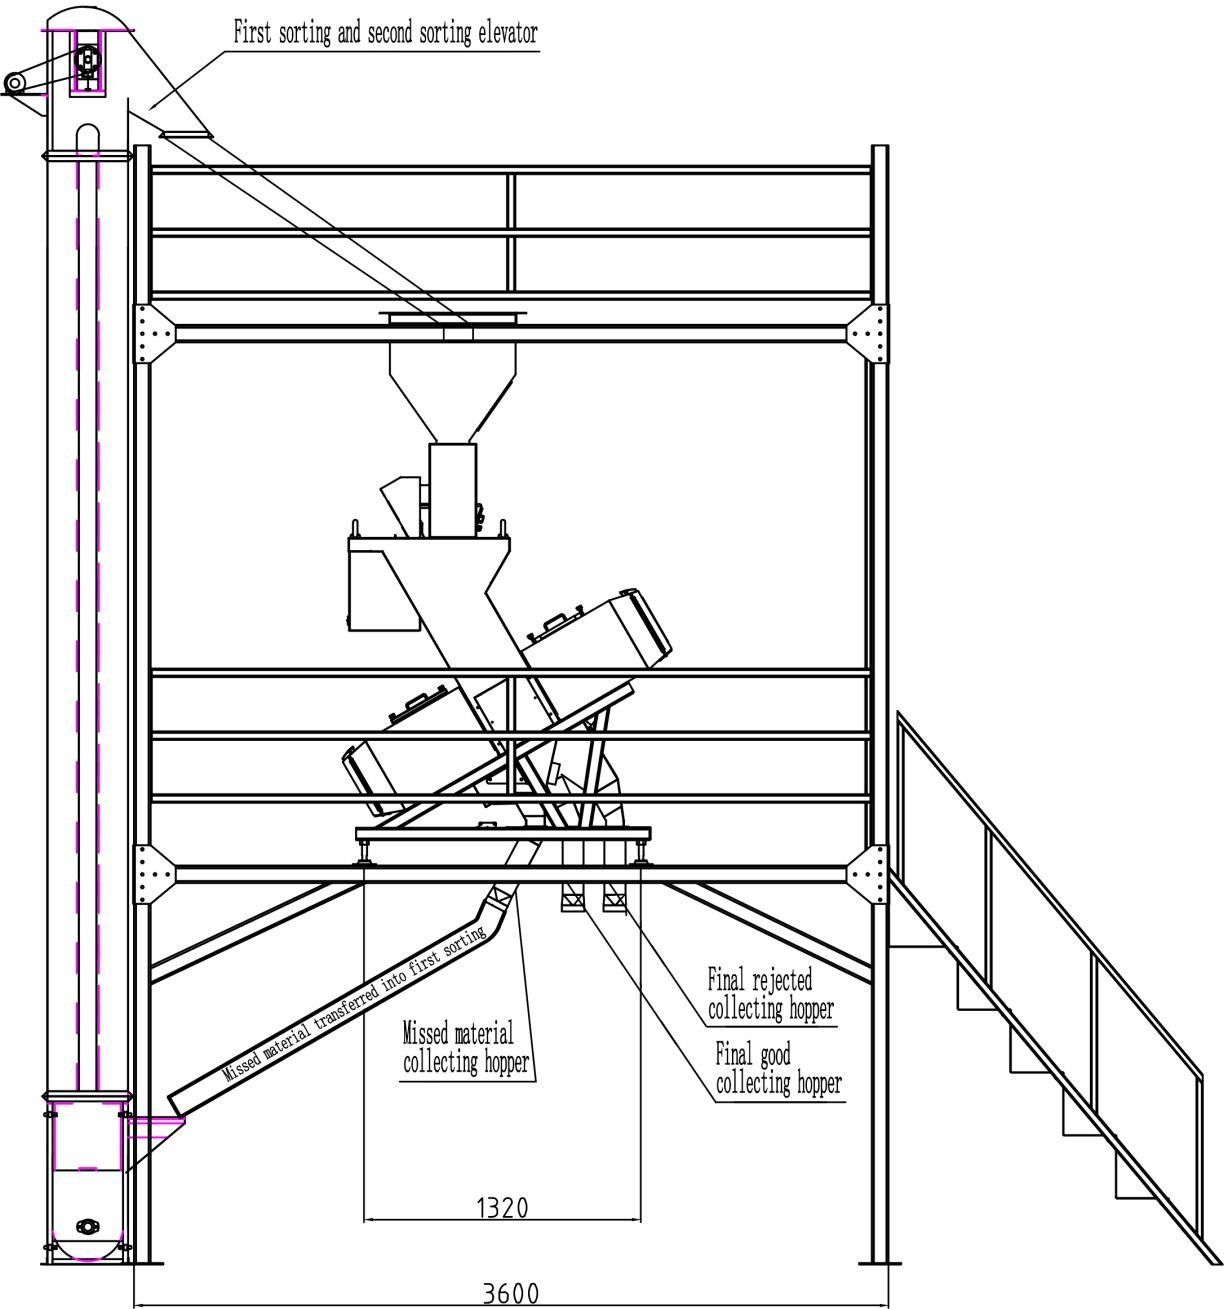 First sorting and second sorting elevator
Missed material transferred into first sorting
Final rejected
collecting hopper
Missed material
collecting hopper
Final good
collecting hopper
1320
3600